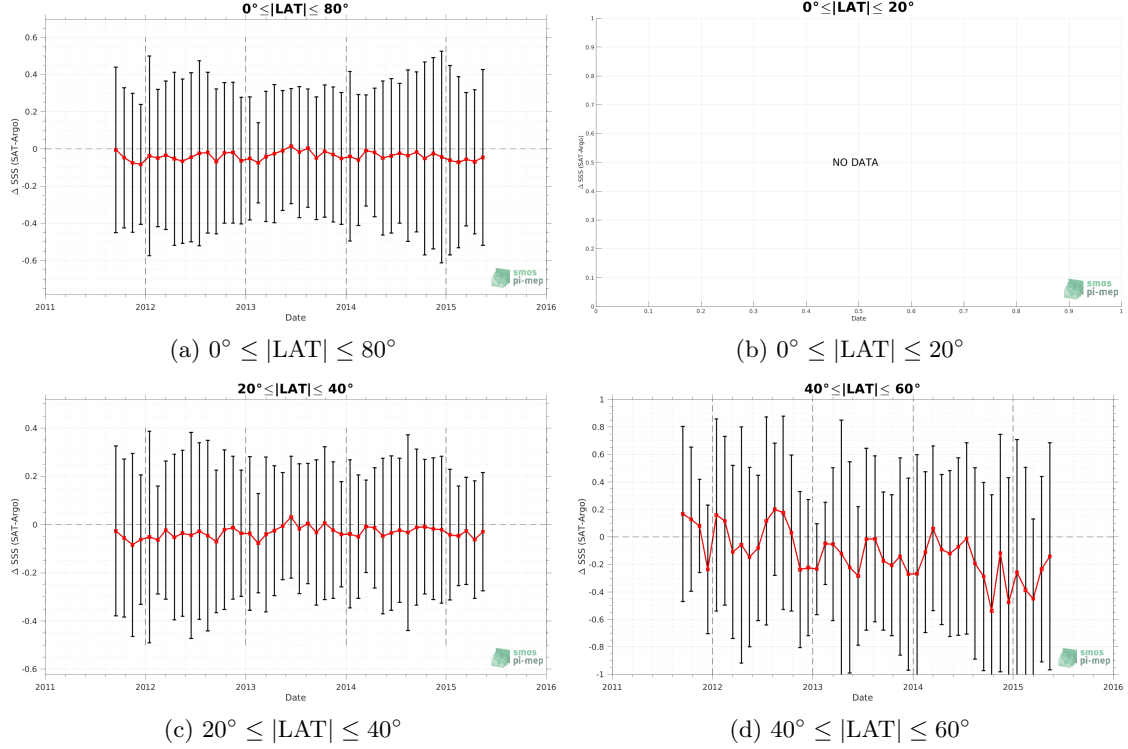 0°≤|LAT|≤ 80°
0.6
0.4
0.2
0
-0.2
-0.4
-0.6
Δ SSS (SAT-Argo)
2011
2012
2013
2014
2015
2016
Date
smos
pi-mep
(a) 0° ≤ |LAT| ≤ 80°
0°≤|LAT|≤ 20°
1
0.9
0.8
0.7
0.6
0.5
0.4
0.3
0.2
0.1
0
Δ SSS (SAT-Argo)
NO DATA
0
0.1
0.2
0.3
0.4
0.5
0.6
0.7
0.8
0.9
1
Date
smos
pi-mep
(b) 0° ≤ |LAT| ≤ 20°
20°≤|LAT|≤ 40°
0.4
0.2
0
-0.2
-0.4
-0.6
Δ SSS (SAT-Argo)
2011
2012
2013
2014
2015
2016
Date
smos
pi-mep
(c) 20° ≤ |LAT| ≤ 40°
40°≤|LAT|≤ 60°
1
0.8
0.6
0.4
0.2
0
-0.2
-0.4
-0.6
-0.8
-1
Δ SSS (SAT-Argo)
2011
2012
2013
2014
2015
2016
Date
smos
pi-mep
(d) 40° ≤ |LAT| ≤ 60°